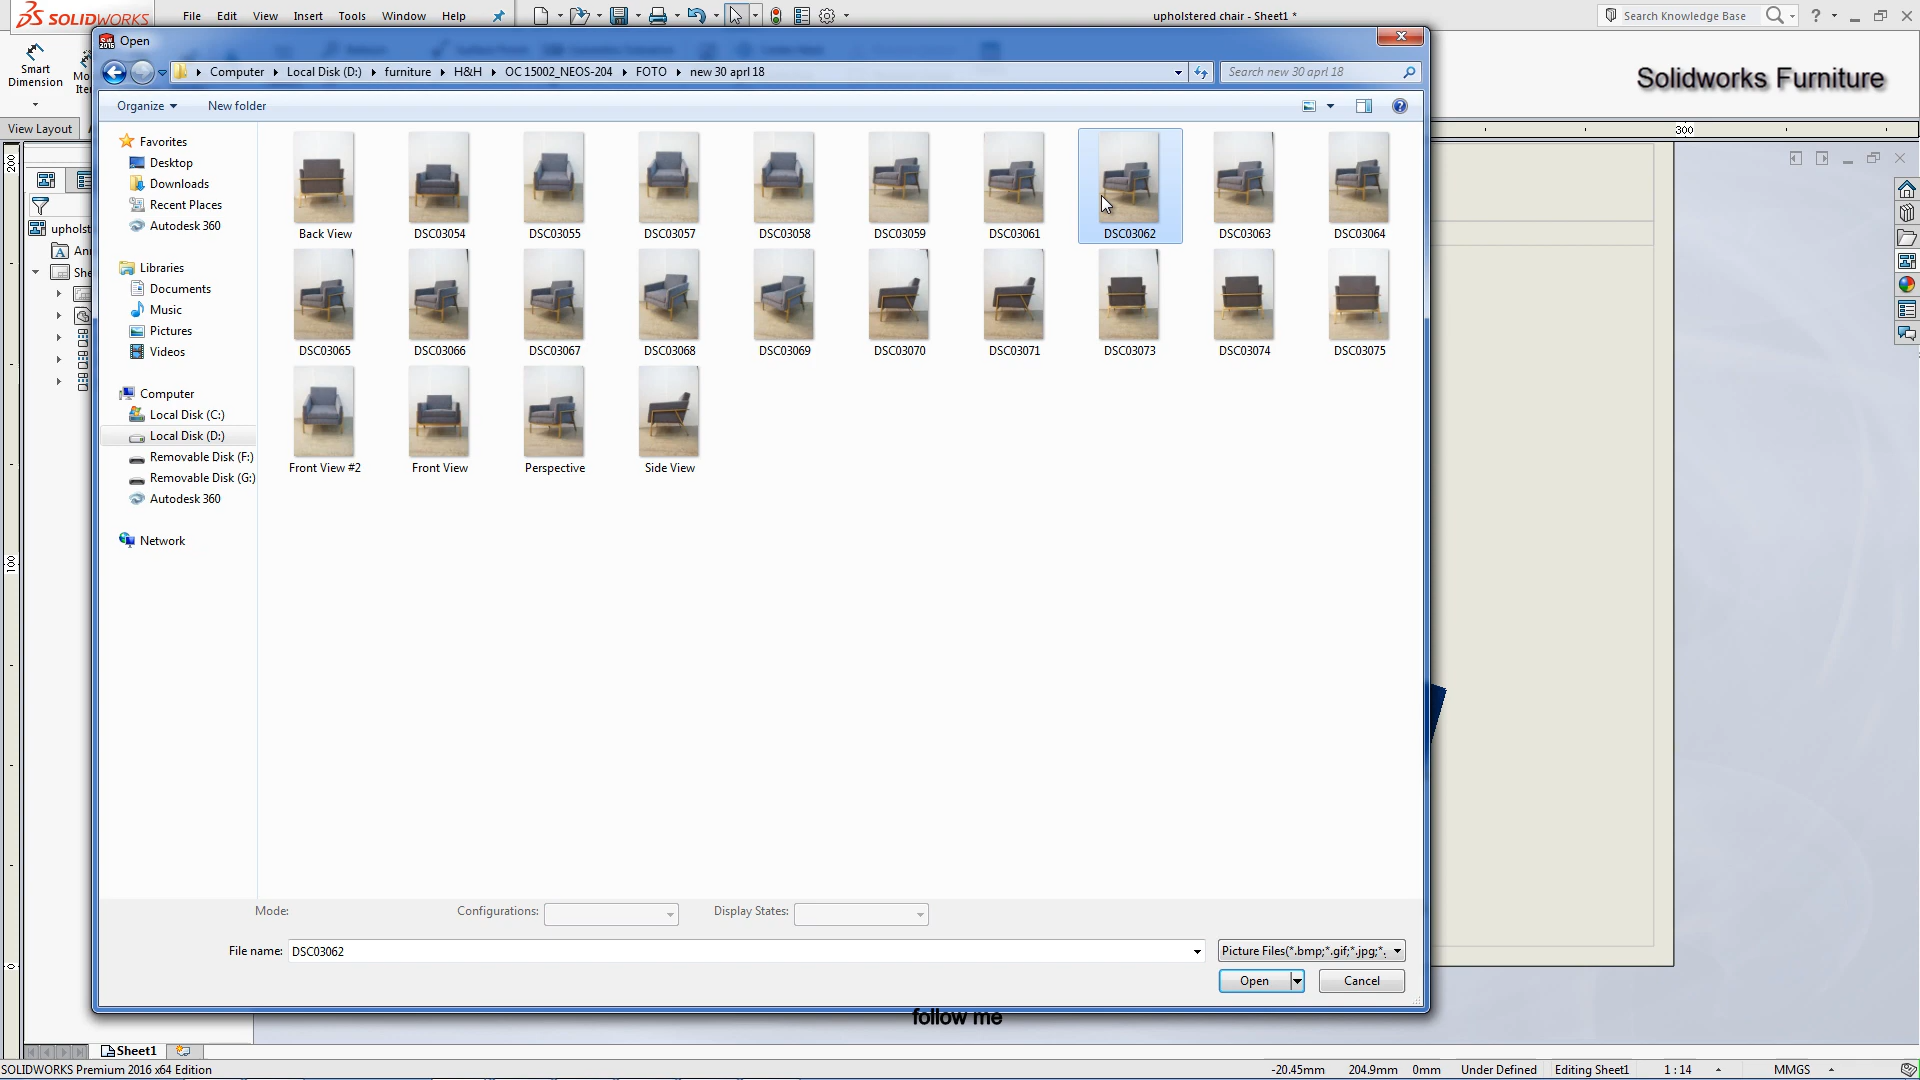 SOLIDWORKS File Edit View Insert Tools Window Help upholstered chair - Sheet1 * Search Knowledge Base
Open
Smart Dimension
Computer Local Disk (D:) furniture H&H OC 15002_NEOS-204 FOTO new 30 aprl 18 Search new 30 aprl 18
Solidworks Furniture
Organize New folder
View Layout
300
200
100
0
Favorites
Desktop
Downloads
Recent Places
Autodesk 360
Libraries
Documents
Music
Pictures
Videos
Computer
Local Disk (C:)
Local Disk (D:)
Removable Disk (F:)
Removable Disk (G:)
Autodesk 360
Network
upholst
Ann
She
Back View DSC03054 DSC03055 DSC03057 DSC03058 DSC03059 DSC03061 DSC03062 DSC03063 DSC03064
DSC03065 DSC03066 DSC03067 DSC03068 DSC03069 DSC03070 DSC03071 DSC03073 DSC03074 DSC03075
Front View #2 Front View Perspective Side View
Mode: Configurations: Display States:
File name: DSC03062 Picture Files(*.bmp;*.gif;*.jpg;*.
Open Cancel
follow me
Sheet1
SOLIDWORKS Premium 2016 x64 Edition -20.45mm 204.9mm 0mm Under Defined Editing Sheet1 1 : 14 MMGS